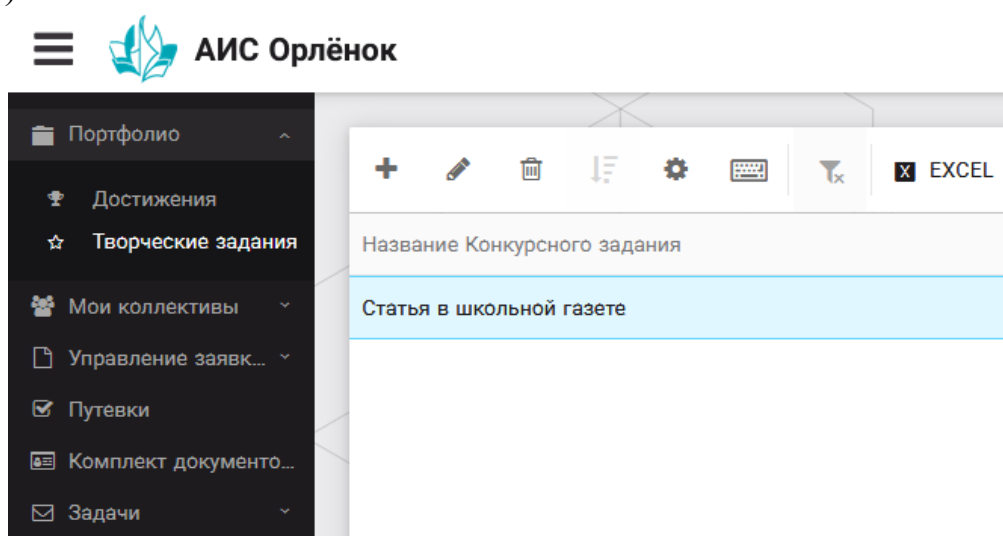 )
АИС Орлёнок
Портфолио
Достижения
Творческие задания
Мои коллективы
Управление заявк...
Путевки
Комплект документо...
Задачи
X EXCEL
Название Конкурсного задания
Статья в школьной газете